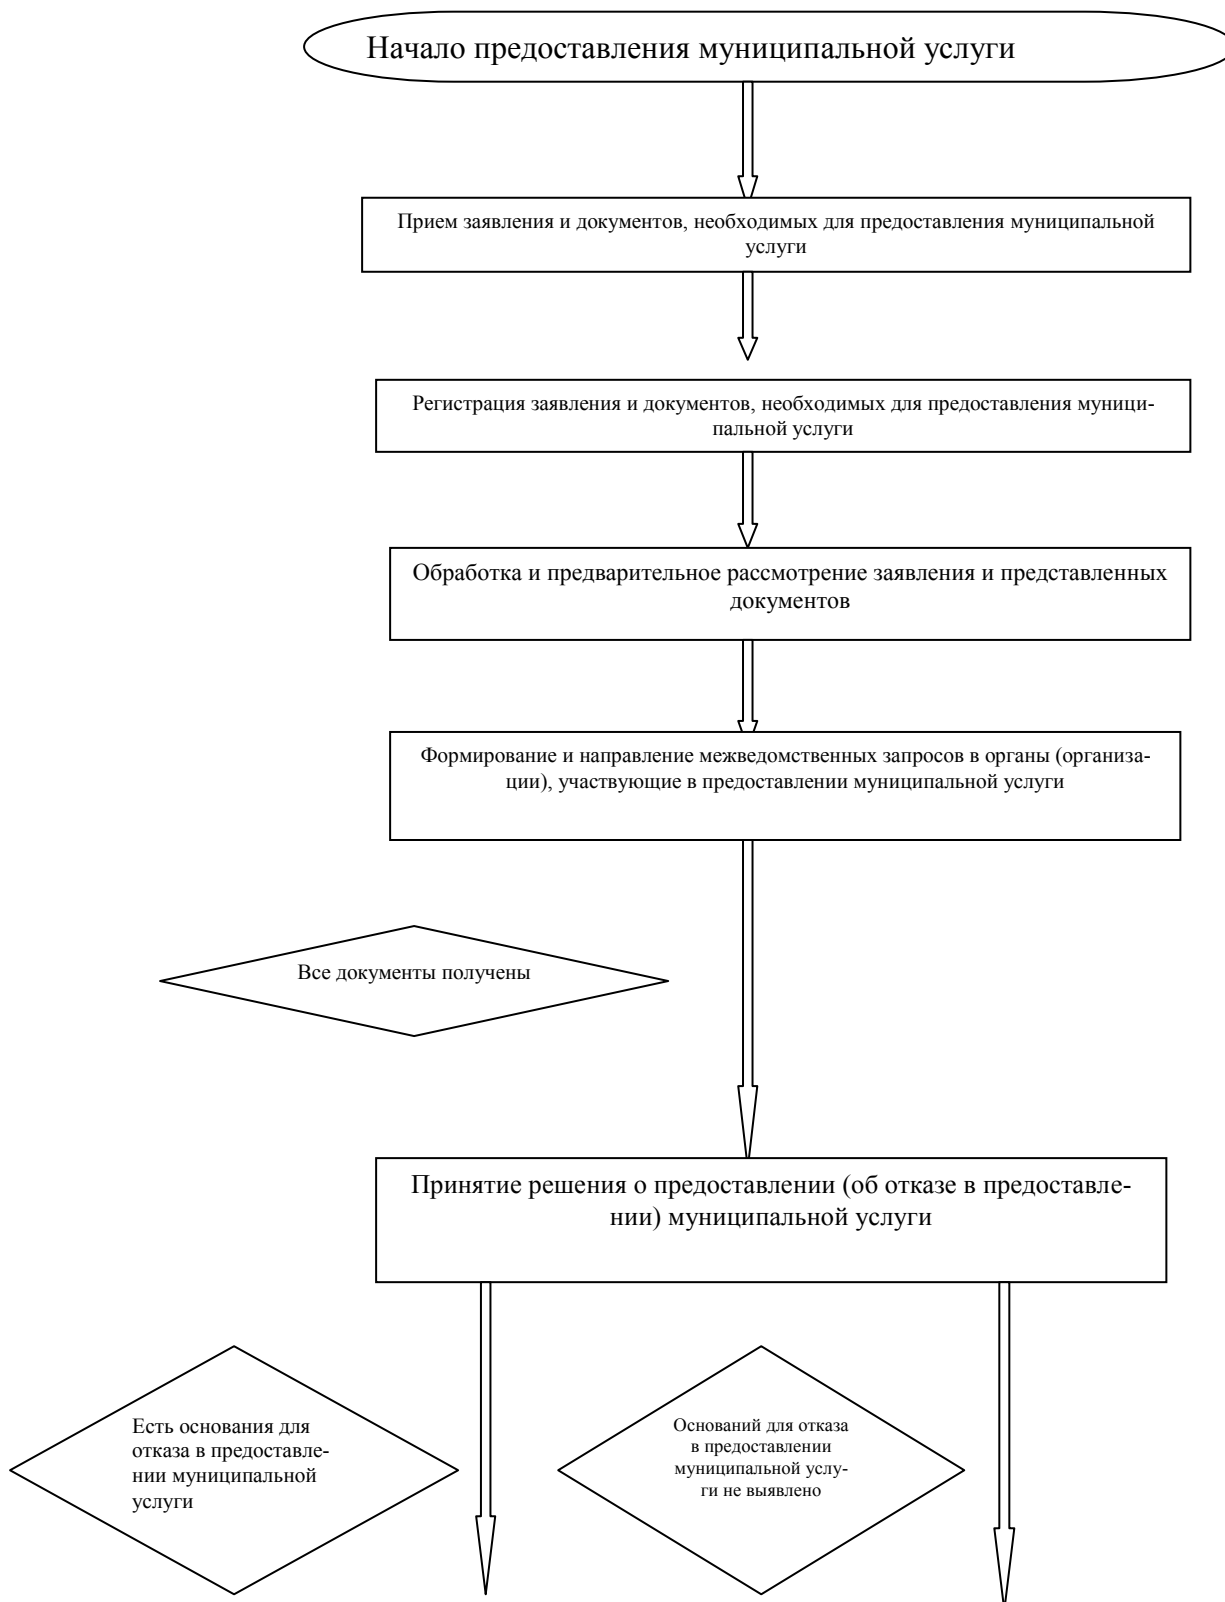 Начало предоставления муниципальной услуги
Прием заявления и документов, необходимых для предоставления муниципальной
услуги
Регистрация заявления и документов, необходимых для предоставления муници-
пальной услуги
Обработка и предварительное рассмотрение заявления и представленных
документов
Формирование и направление межведомственных запросов в органы (организа-
ции), участвующие в предоставлении муниципальной услуги
Все документы получены
Принятие решения о предоставлении (об отказе в предоставле-
нии) муниципальной услуги
Есть основания для
отказа в предоставле-
нии муниципальной
услуги
Оснований для отказа
в предоставлении
муниципальной услу-
ги не выявлено